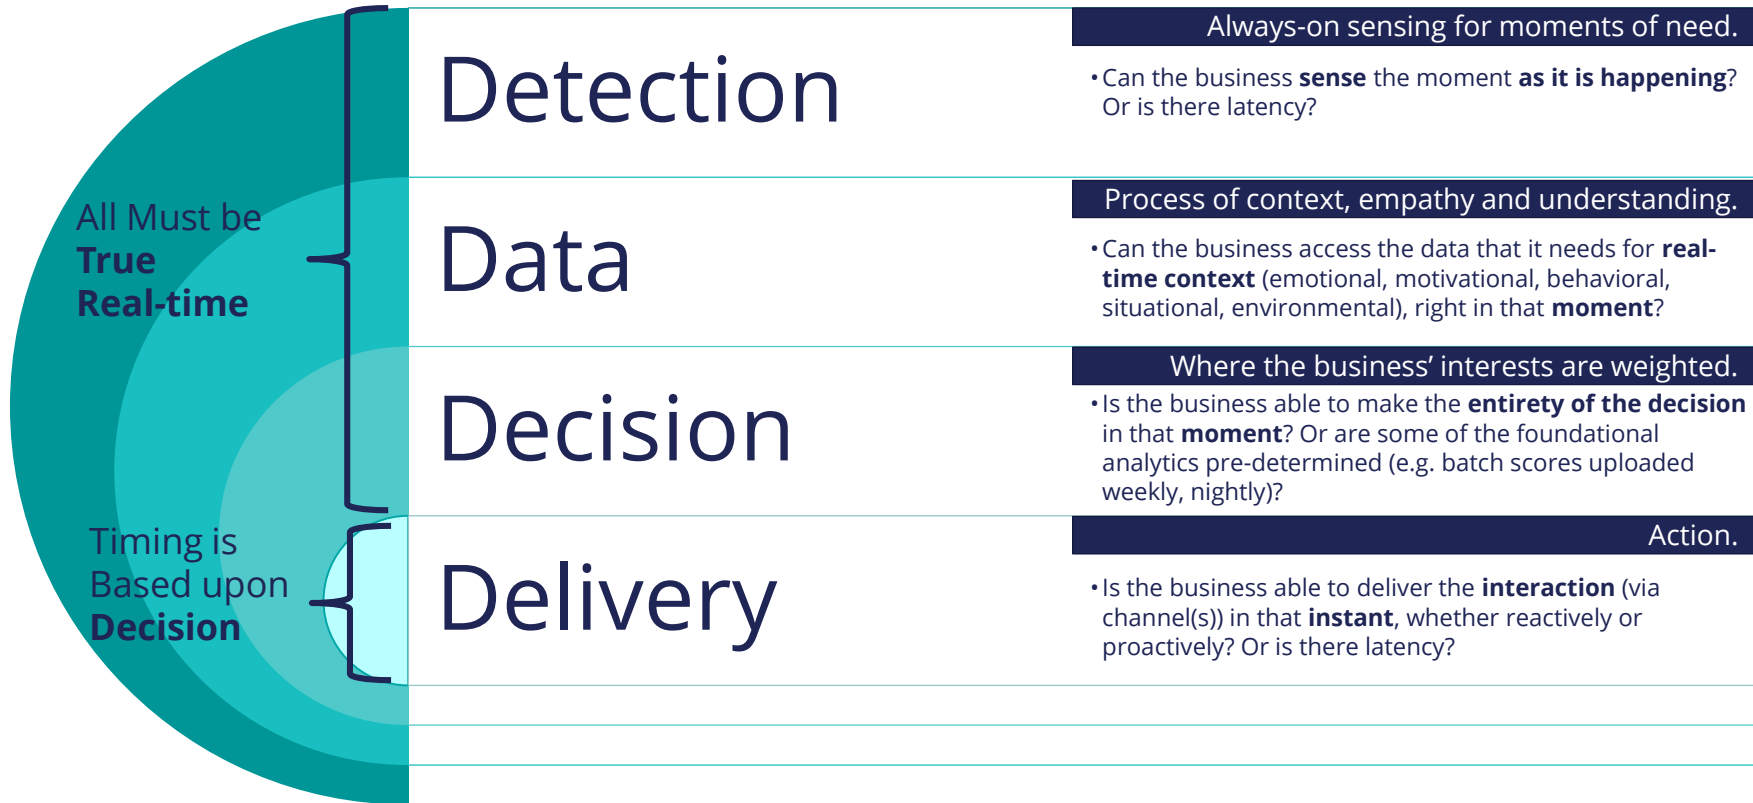 All Must be
True
Real-time
Timing is
Based upon
Decision
Detection
Always-on sensing for moments of need.
•Can the business sense the moment as it is happening?
Or is there latency?
Data
Process of context, empathy and understanding.
•Can the business access the data that it needs for real-
time context (emotional, motivational, behavioral,
situational, environmental), right in that moment?
Decision
Where the business’ interests are weighted.
•Is the business able to make the entirety of the decision
in that moment? Or are some of the foundational
analytics pre-determined (e.g. batch scores uploaded
weekly, nightly)?
Delivery
Action.
•Is the business able to deliver the interaction (via
channel(s)) in that instant, whether reactively or
proactively? Or is there latency?